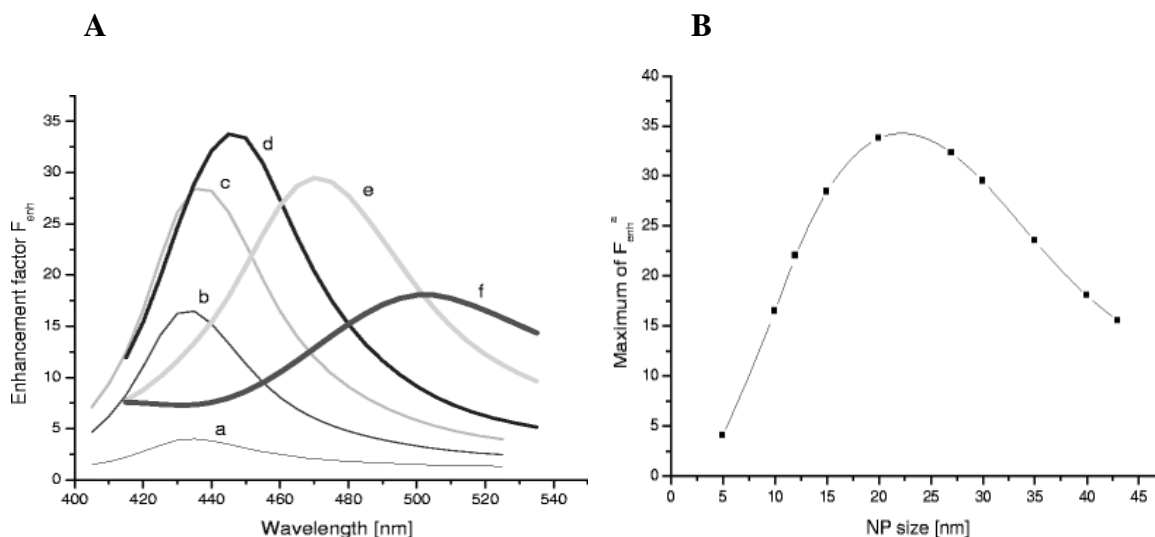 A
B
Enhancement factor F_enh
35
30
25
20
15
10
5
0
a
b
c
d
e
f
400 420 440 460 480 500 520 540
Wavelength [nm]
Maximum of F_enh
40
35
30
25
20
15
10
5
0
0 5 10 15 20 25 30 35 40 45
NP size [nm]